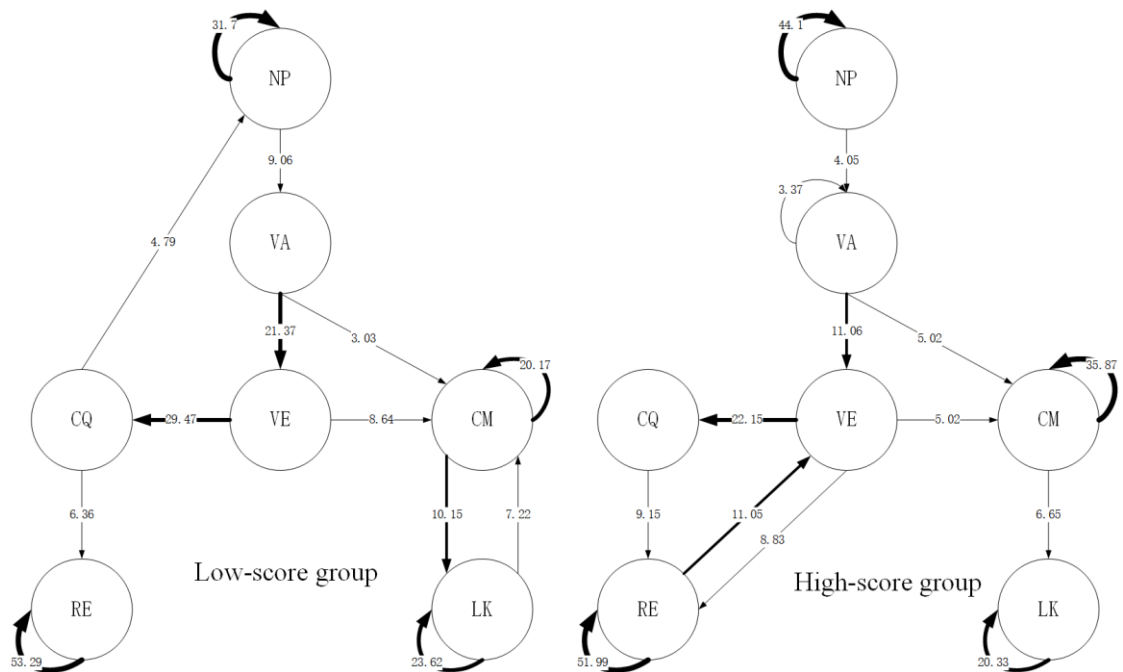 31.7
NP
9.06
VA
4.79
21.37
3.03
20.17
CQ
29.47
VE
8.64
CM
6.36
10.15
7.22
Low-score group
RE
LK
53.29
23.62
44.1
NP
4.05
3.37
VA
11.06
5.02
35.87
CQ
22.15
VE
5.02
CM
9.15
11.05
8.83
6.65
High-score group
RE
LK
51.99
20.33